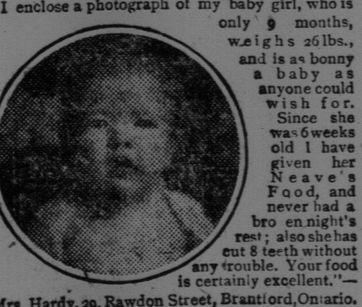 I enclose a photograph of my baby girl, who is
only 9 months,
weighs 26lbs.,
and is as bonny
a baby as
anyone could
wish for.
Since she
was 6 weeks
old I have
given her
Neave's
Food, and
never had a
bro en night's
rest; also she has
cut 8 teeth without
any trouble. Your food
is certainly excellent."—
Mrs. Hardy, 29, Rawdon Street, Brantford, Ontario.